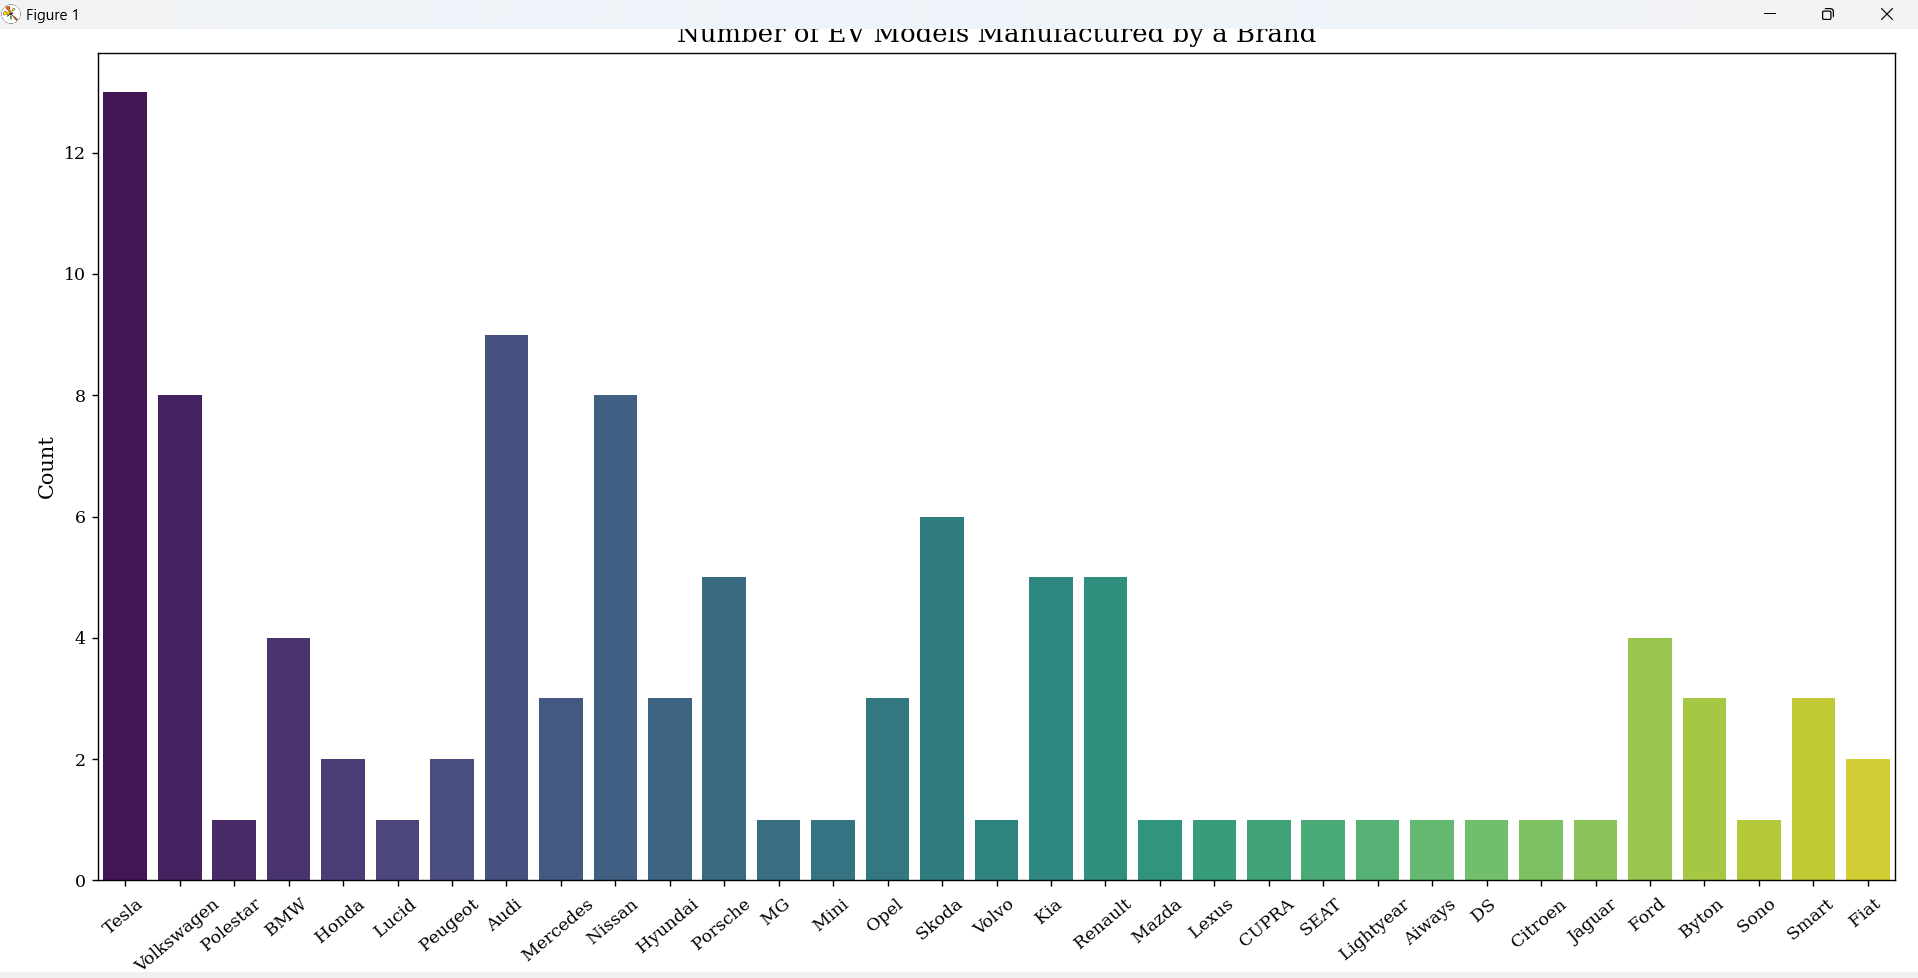 Figure 1
Number of EV Models Manufactured by a Brand
12
10
8
6
4
2
0
Count
Tesla
Volkswagen
Polestar
BMW
Honda
Lucid
Peugeot
Audi
Mercedes
Nissan
Hyundai
Porsche
MG
Mini
Opel
Skoda
Volvo
Kia
Renault
Mazda
Lexus
CUPRA
SEAT
Lightyear
Aiways
DS
Citroen
Jaguar
Ford
Byton
Sono
Smart
Fiat